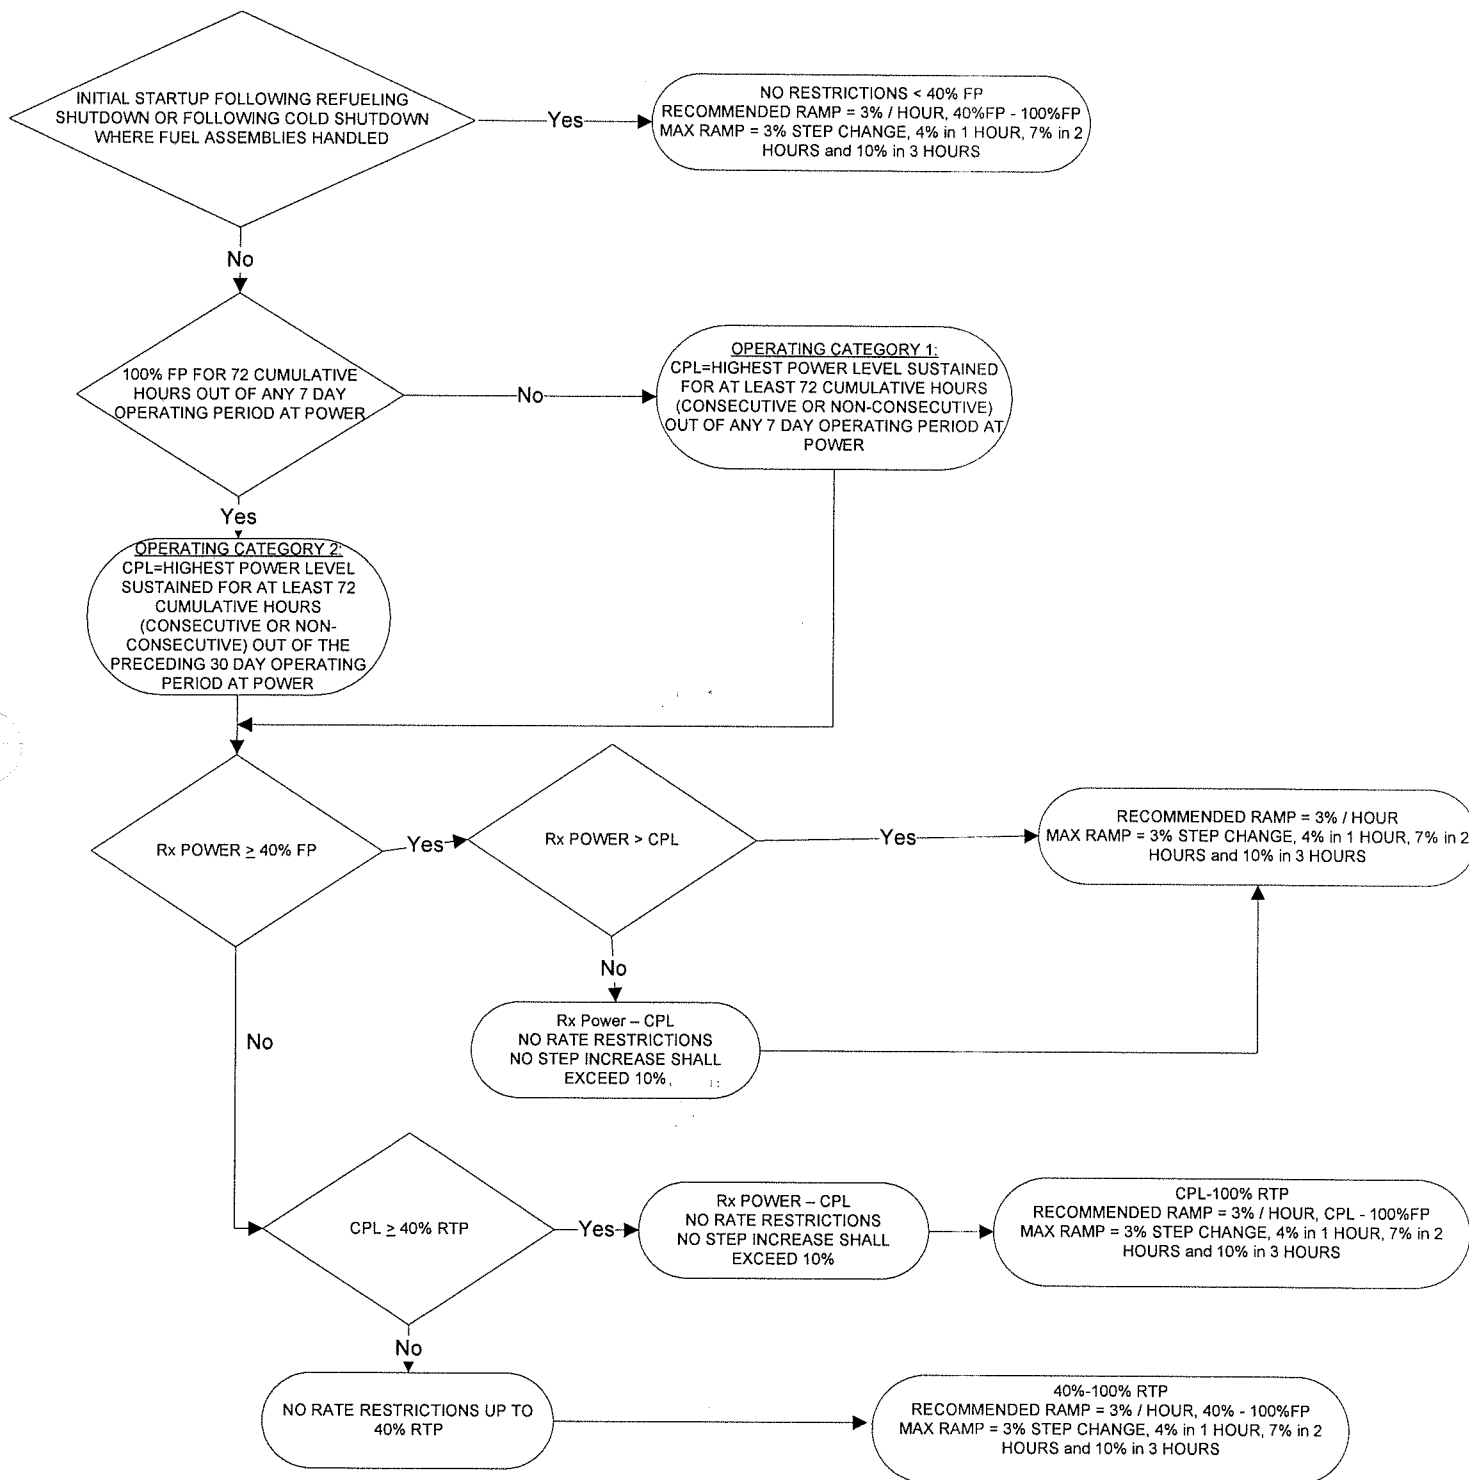 INITIAL STARTUP FOLLOWING REFUELING
SHUTDOWN OR FOLLOWING COLD SHUTDOWN
WHERE FUEL ASSEMBLIES HANDLED
Yes
NO RESTRICTIONS < 40% FP
RECOMMENDED RAMP = 3% / HOUR, 40%FP - 100%FP
MAX RAMP = 3% STEP CHANGE, 4% in 1 HOUR, 7% in 2
HOURS and 10% in 3 HOURS
No
100% FP FOR 72 CUMULATIVE
HOURS OUT OF ANY 7 DAY
OPERATING PERIOD AT POWER
No
OPERATING CATEGORY 1:
CPL=HIGHEST POWER LEVEL SUSTAINED
FOR AT LEAST 72 CUMULATIVE HOURS
(CONSECUTIVE OR NON-CONSECUTIVE)
OUT OF ANY 7 DAY OPERATING PERIOD AT
POWER
Yes
OPERATING CATEGORY 2:
CPL=HIGHEST POWER LEVEL
SUSTAINED FOR AT LEAST 72
CUMULATIVE HOURS
(CONSECUTIVE OR NON-
CONSECUTIVE) OUT OF THE
PRECEDING 30 DAY OPERATING
PERIOD AT POWER
Rx POWER ≥ 40% FP
Yes
Rx POWER > CPL
Yes
RECOMMENDED RAMP = 3% / HOUR
MAX RAMP = 3% STEP CHANGE, 4% in 1 HOUR, 7% in 2
HOURS and 10% in 3 HOURS
No
Rx Power – CPL
NO RATE RESTRICTIONS
NO STEP INCREASE SHALL
EXCEED 10%
No
CPL ≥ 40% RTP
Yes
Rx POWER – CPL
NO RATE RESTRICTIONS
NO STEP INCREASE SHALL
EXCEED 10%
CPL-100% RTP
RECOMMENDED RAMP = 3% / HOUR, CPL - 100%FP
MAX RAMP = 3% STEP CHANGE, 4% in 1 HOUR, 7% in 2
HOURS and 10% in 3 HOURS
No
NO RATE RESTRICTIONS UP TO
40% RTP
40%-100% RTP
RECOMMENDED RAMP = 3% / HOUR, 40% - 100%FP
MAX RAMP = 3% STEP CHANGE, 4% in 1 HOUR, 7% in 2
HOURS and 10% in 3 HOURS